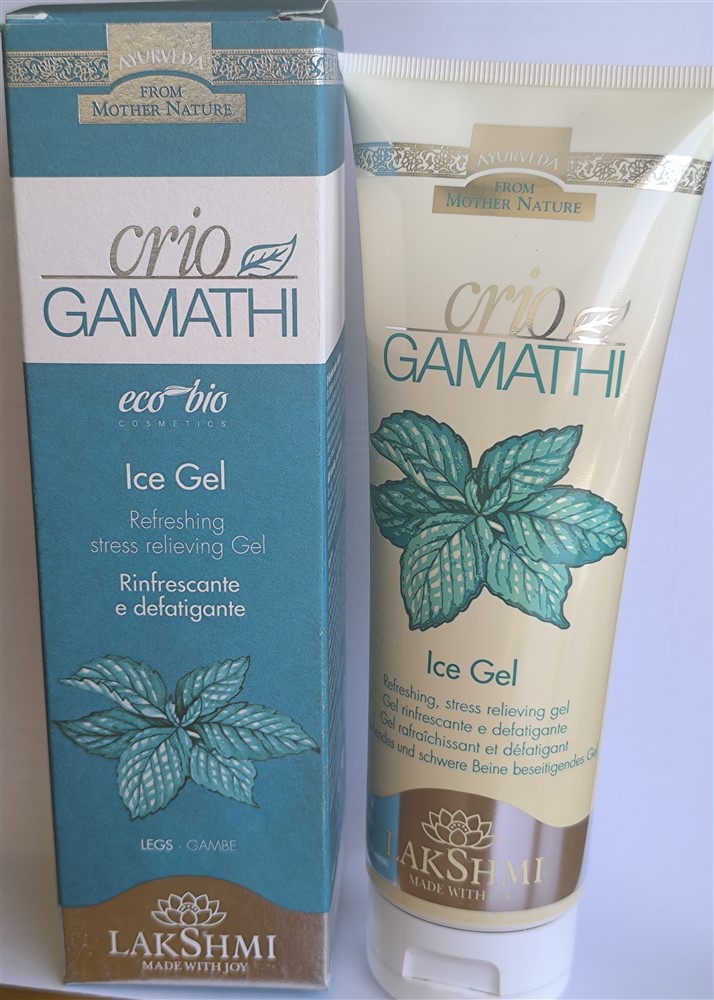 AYURVEDA
FROM
MOTHER NATURE
crio
GAMATHI
eco bio
COSMETICS
Ice Gel
Refreshing
stress relieving Gel
Rinfrescante
e defatigante
LEGS · GAMBE
LAKSHMI
MADE WITH JOY
AYURVEDA
FROM
MOTHER NATURE
crio
GAMATHI
Ice Gel
Refreshing, stress relieving gel
Gel rinfrescante e defatigante
Gel rafraîchissant et défatigant
und schwere Beine beseitigendes
LAKSHMI
MADE WITH JOY